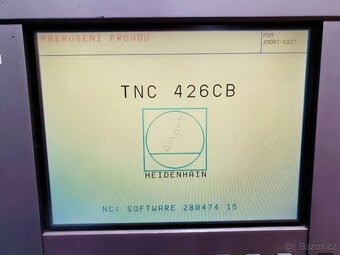 PRERUSENI PROUDU
PGM
ZADAT/EDIT
TNC 426CB
HEIDENHAIN
NC: SOFTWARE 280474 15
Bazos.cz